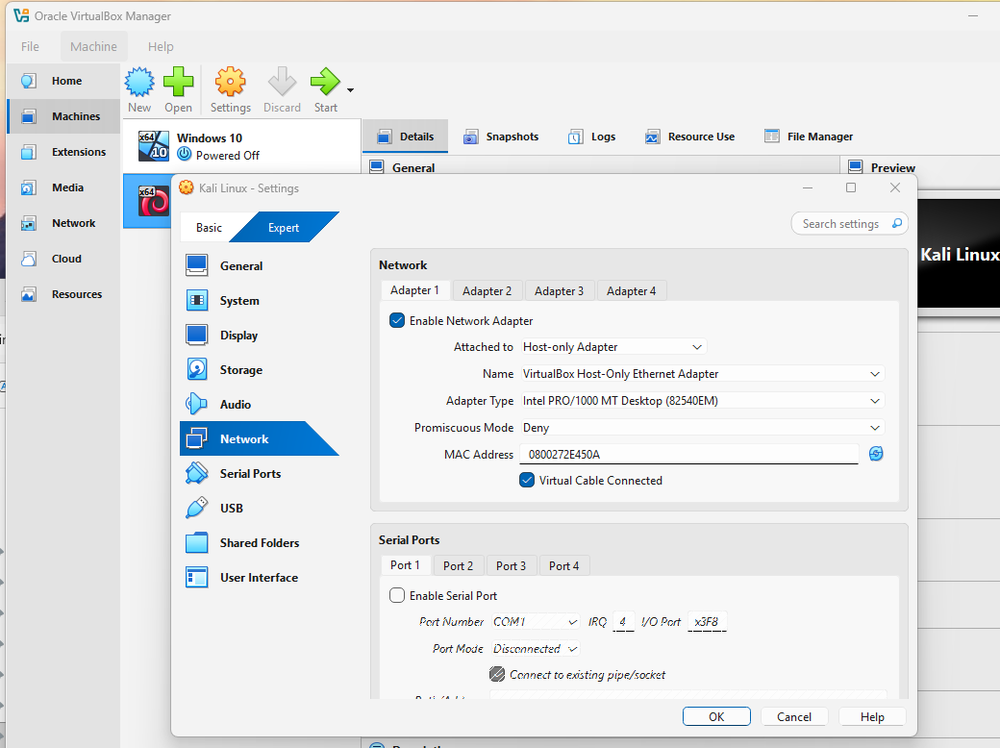 Oracle VirtualBox Manager
File Machine Help
Home
Machines
Extensions
Media
Network
Cloud
Resources
New Open Settings Discard Start
x64 10 Windows 10
Powered Off
x64
Details Snapshots Logs Resource Use File Manager
General Preview
Kali Linux
Kali Linux - Settings
Basic Expert
Search settings
General
System
Display
Storage
Audio
Network
Serial Ports
USB
Shared Folders
User Interface
Network
Adapter 1 Adapter 2 Adapter 3 Adapter 4
Enable Network Adapter
Attached to Host-only Adapter
Name VirtualBox Host-Only Ethernet Adapter
Adapter Type Intel PRO/1000 MT Desktop (82540EM)
Promiscuous Mode Deny
MAC Address 0800272E450A
Virtual Cable Connected
Serial Ports
Port 1 Port 2 Port 3 Port 4
Enable Serial Port
Port Number COM1 IRQ 4 I/O Port x3F8
Port Mode Disconnected
Connect to existing pipe/socket
OK Cancel Help